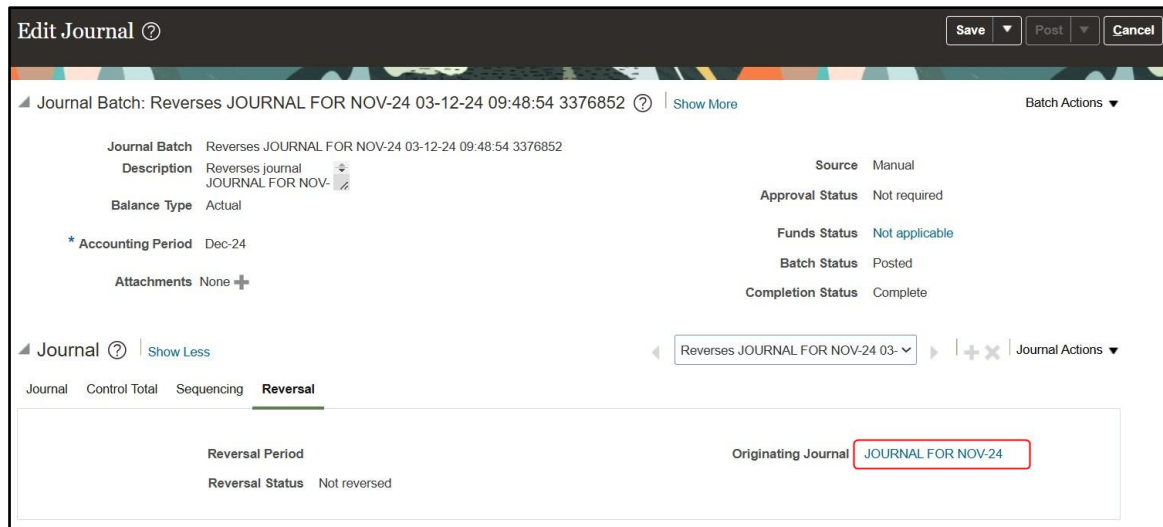 Edit Journal ?
Save Post Cancel
Journal Batch: Reverses JOURNAL FOR NOV-24 03-12-24 09:48:54 3376852 ? Show More Batch Actions
Journal Batch Reverses JOURNAL FOR NOV-24 03-12-24 09:48:54 3376852
Description Reverses journal
JOURNAL FOR NOV-
Balance Type Actual
* Accounting Period Dec-24
Attachments None
Source Manual
Approval Status Not required
Funds Status Not applicable
Batch Status Posted
Completion Status Complete
Journal ? Show Less Reverses JOURNAL FOR NOV-24 03- Journal Actions
Journal Control Total Sequencing Reversal
Reversal Period
Reversal Status Not reversed
Originating Journal JOURNAL FOR NOV-24